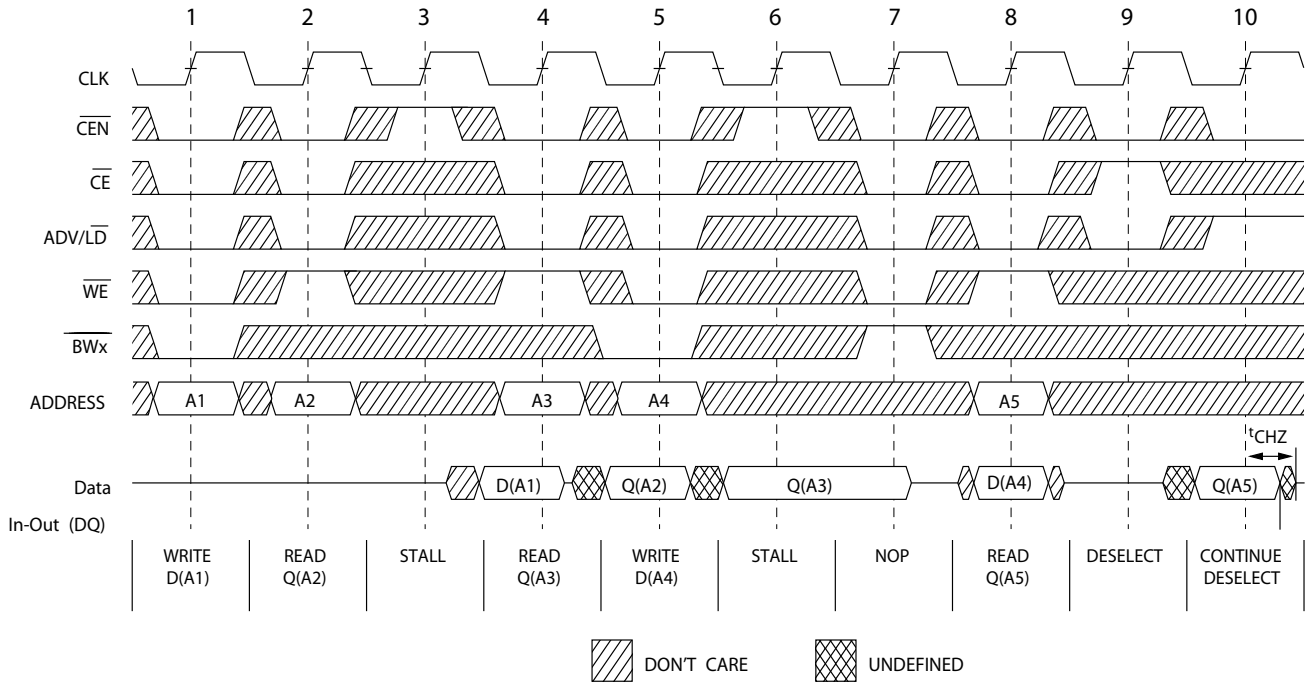 1 2 3 4 5 6 7 8 9 10
CLK
CEN
CE
ADV/LD
WE
BWx
ADDRESS A1 A2 A3 A4 A5
tCHZ
Data D(A1) Q(A2) Q(A3) D(A4) Q(A5)
In-Out (DQ)
WRITE READ STALL READ WRITE STALL NOP READ DESELECT CONTINUE
D(A1) Q(A2) Q(A3) D(A4) Q(A5) DESELECT
DON'T CARE UNDEFINED